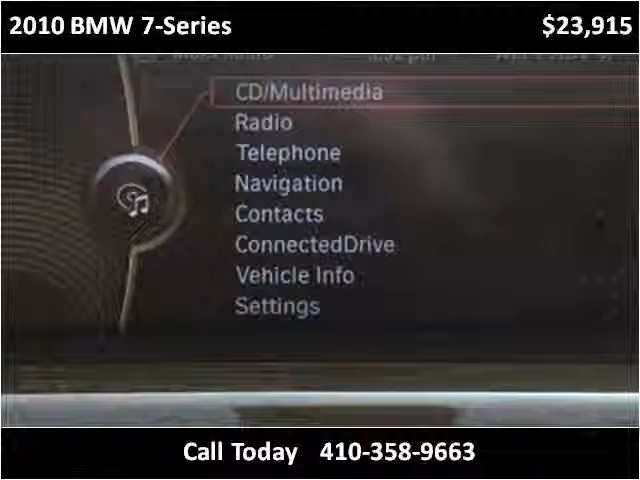 2010 BMW 7-Series $23,915
CD/Multimedia
Radio
Telephone
Navigation
Contacts
ConnectedDrive
Vehicle Info
Settings
Call Today 410-358-9663